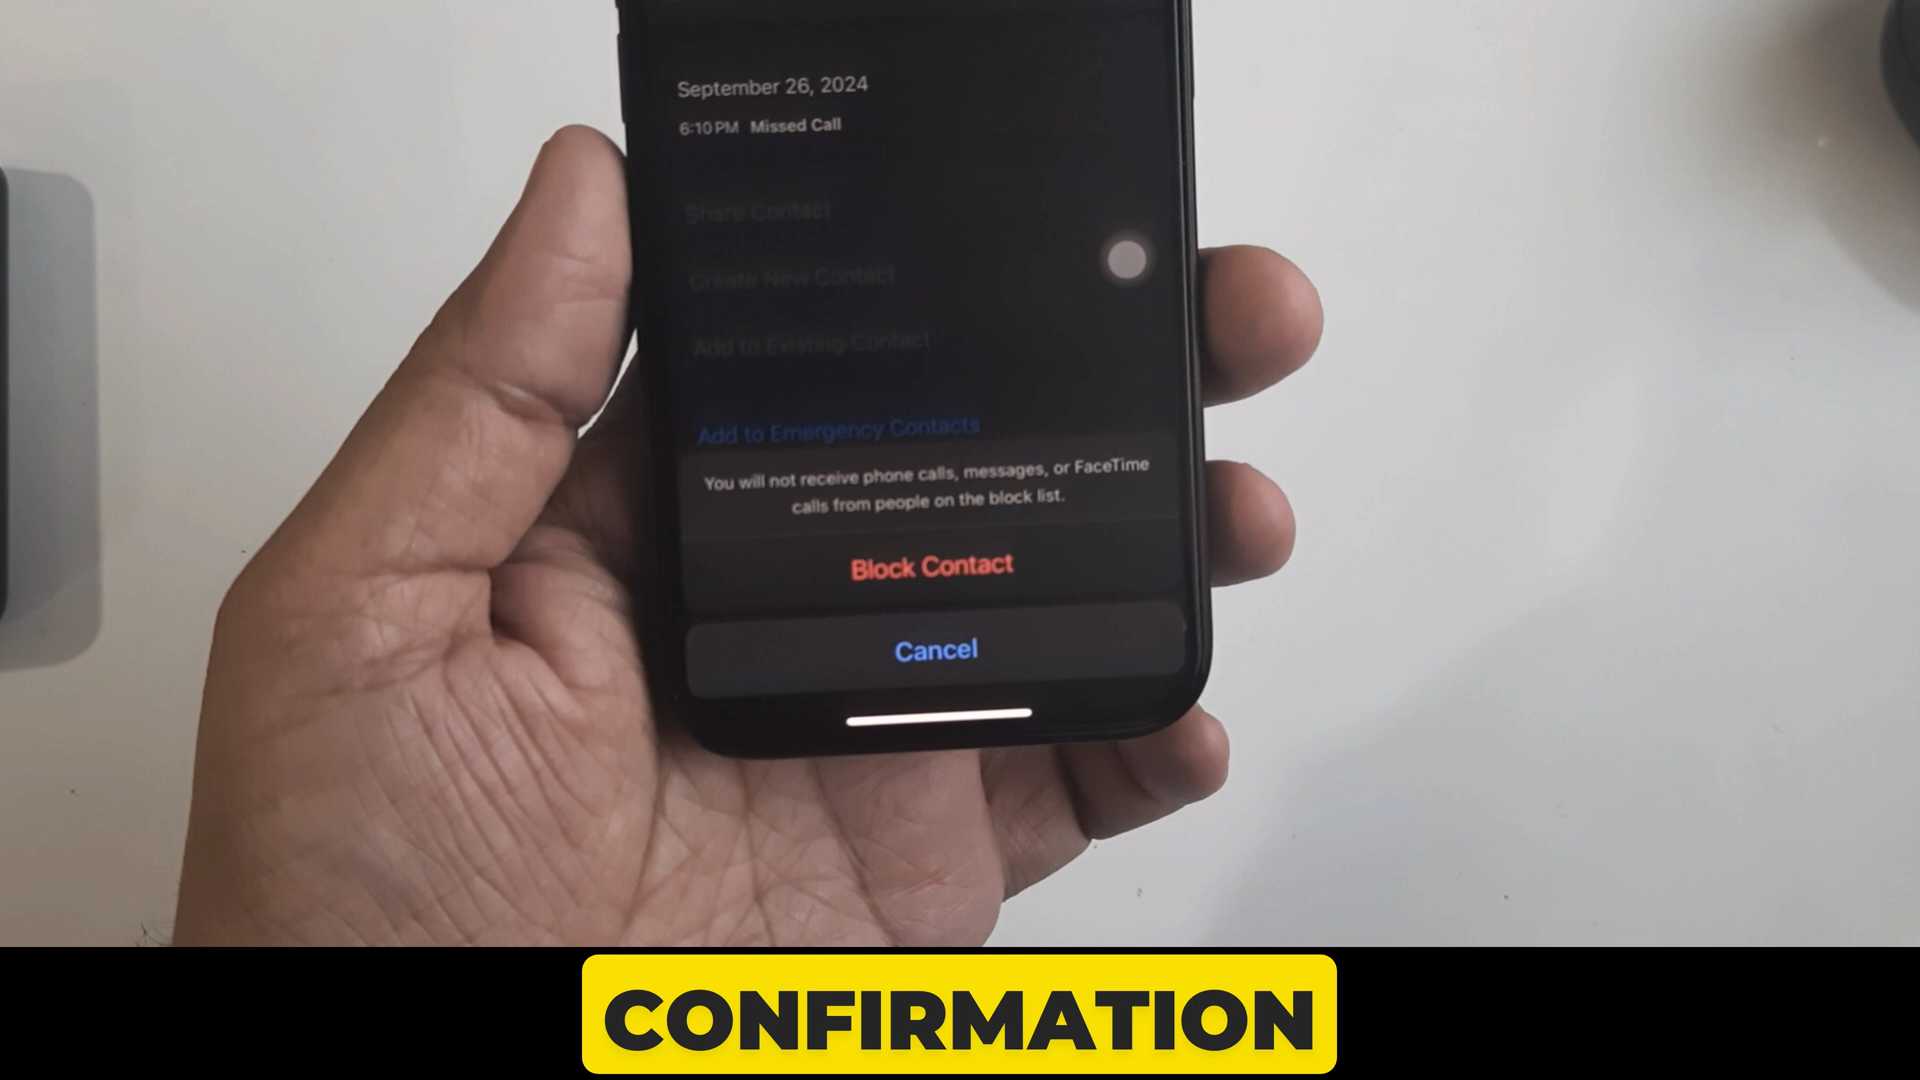 September 26, 2024
6:10 PM Missed Call
Share Contact
Create New Contact
Add to Existing Contact
Add to Emergency Contacts
You will not receive phone calls, messages, or FaceTime
calls from people on the block list.
Block Contact
Cancel
CONFIRMATION